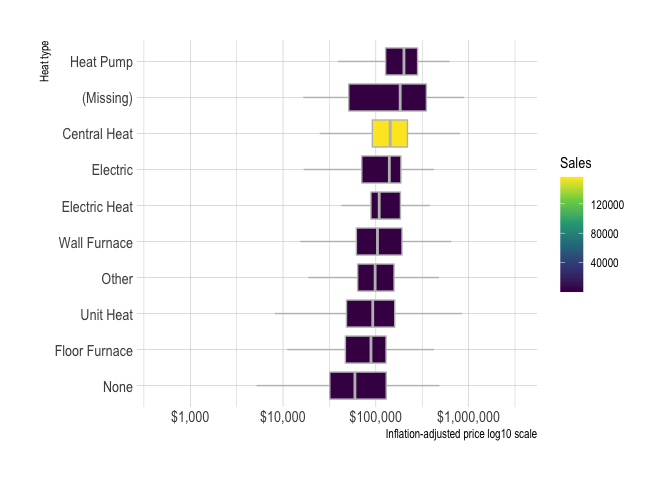 Heat type
Heat Pump
(Missing)
Central Heat
Electric
Electric Heat
Wall Furnace
Other
Unit Heat
Floor Furnace
None
$1,000 $10,000 $100,000 $1,000,000
Inflation-adjusted price log10 scale
Sales
120000
80000
40000